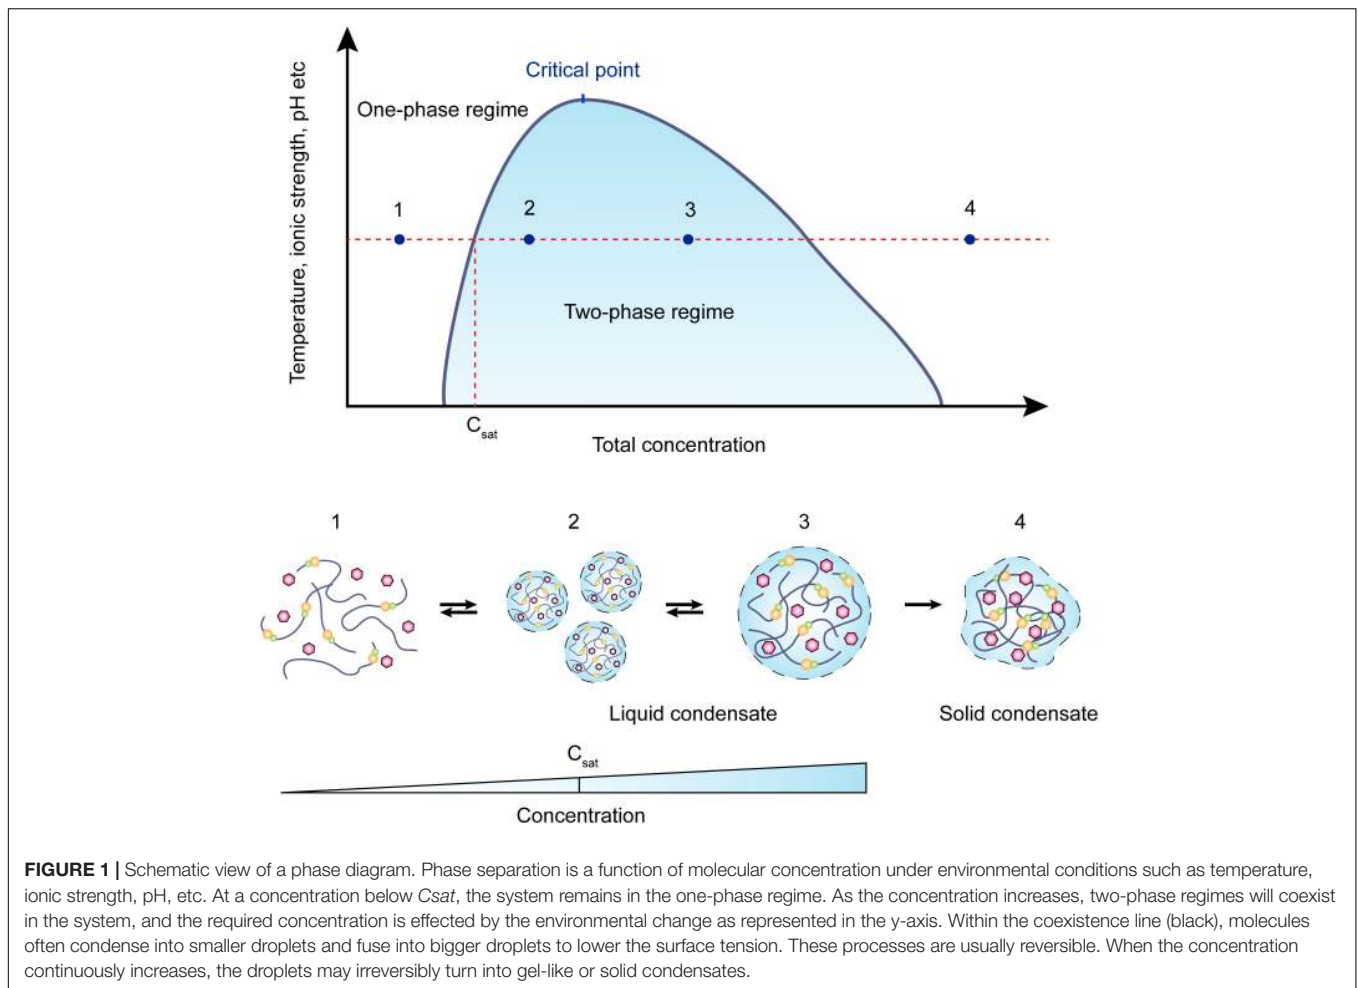 Critical point
One-phase regime
Temperature, ionic strength, pH etc
1
2
3
4
Two-phase regime
Csat
Total concentration
1
2
3
4
Liquid condensate
Solid condensate
Csat
Concentration
FIGURE 1 | Schematic view of a phase diagram. Phase separation is a function of molecular concentration under environmental conditions such as temperature,
ionic strength, pH, etc. At a concentration below Csat, the system remains in the one-phase regime. As the concentration increases, two-phase regimes will coexist
in the system, and the required concentration is effected by the environmental change as represented in the y-axis. Within the coexistence line (black), molecules
often condense into smaller droplets and fuse into bigger droplets to lower the surface tension. These processes are usually reversible. When the concentration
continuously increases, the droplets may irreversibly turn into gel-like or solid condensates.